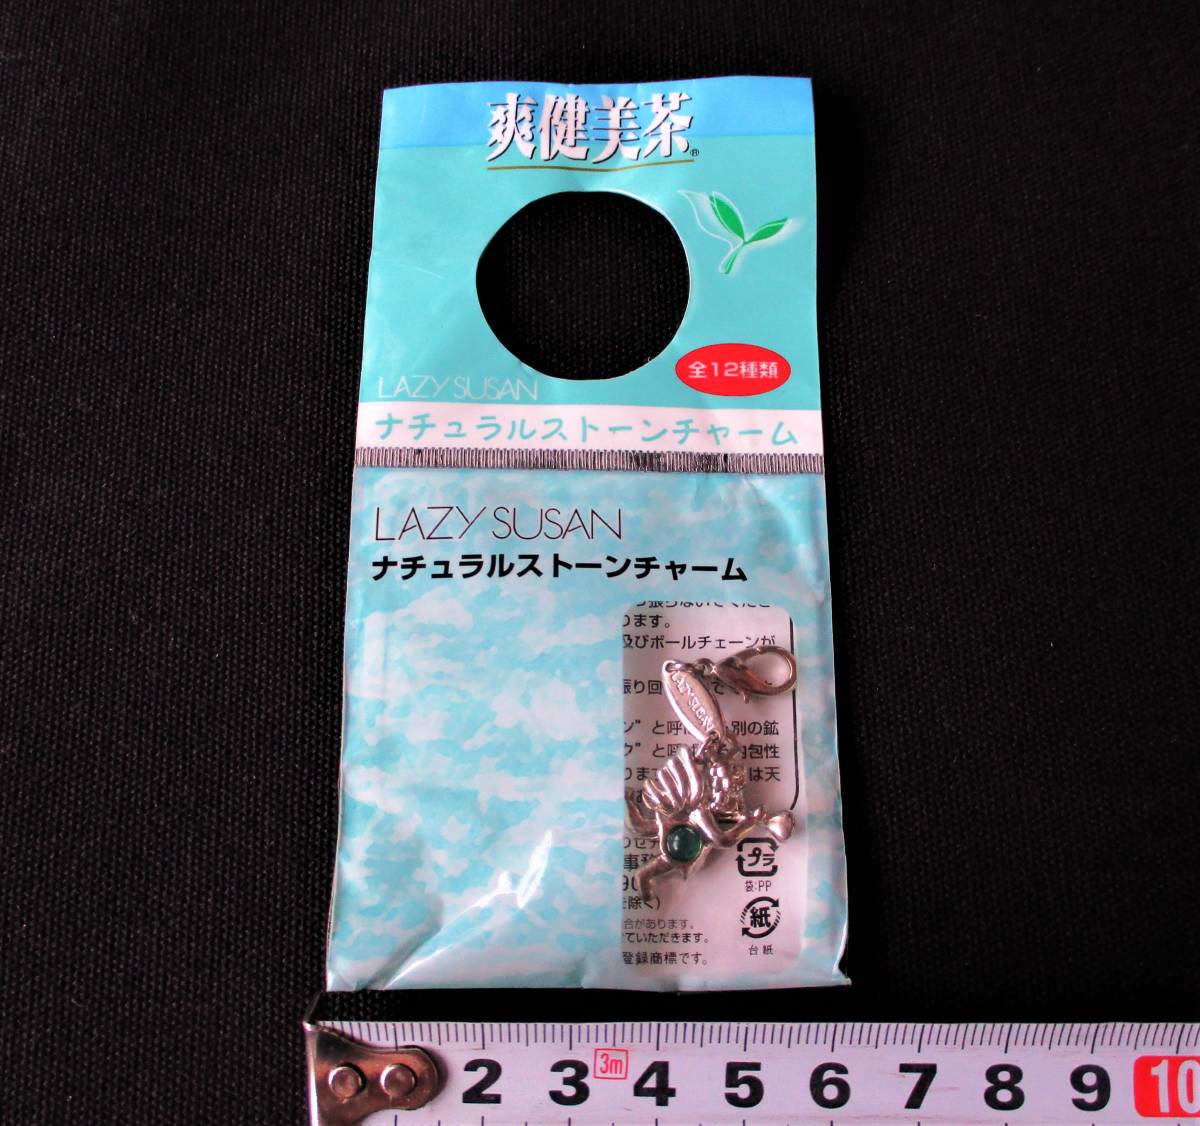 爽健美茶®
全12種類
LAZY SUSAN
ナチュラルストーンチャーム
LAZY SUSAN
ナチュラルストーンチャーム
ります。
及びボールチェーンが
振り回
LAZY SUSAN
と呼
別の鉱
と呼
内包性
は天
プラ
袋:PP
を除く)
紙
台紙
合があります。
ていただきます。
登録商標です。
2 3 3m 4 5 6 7 8 9 10